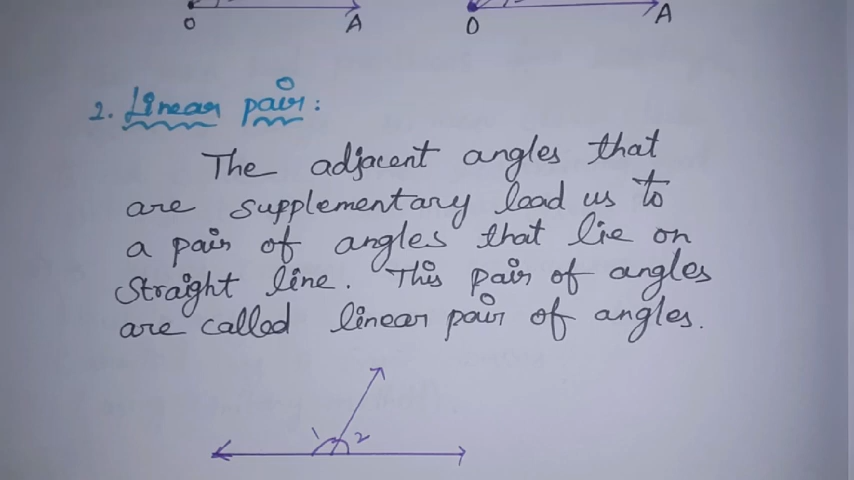 O A O A
2. Linear pair:
The adjacent angles that
are supplementary lead us to
a pair of angles that lie on
straight line. This pair of angles
are called linear pair of angles.
1 2